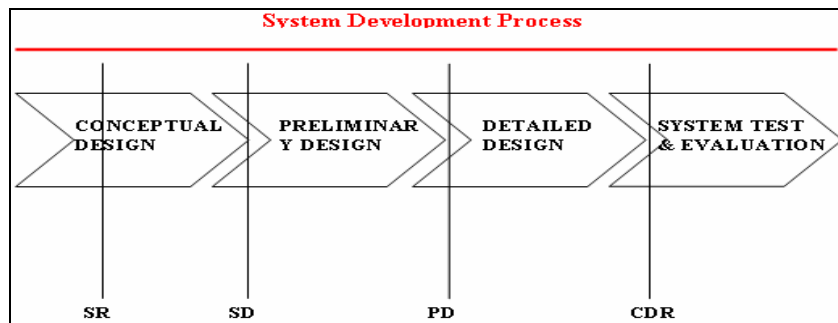 System Development Process
CONCEPTUAL
DESIGN
PRELIMINAR
Y DESIGN
DETAILED
DESIGN
SYSTEM TEST
& EVALUATION
SR
SD
PD
CDR